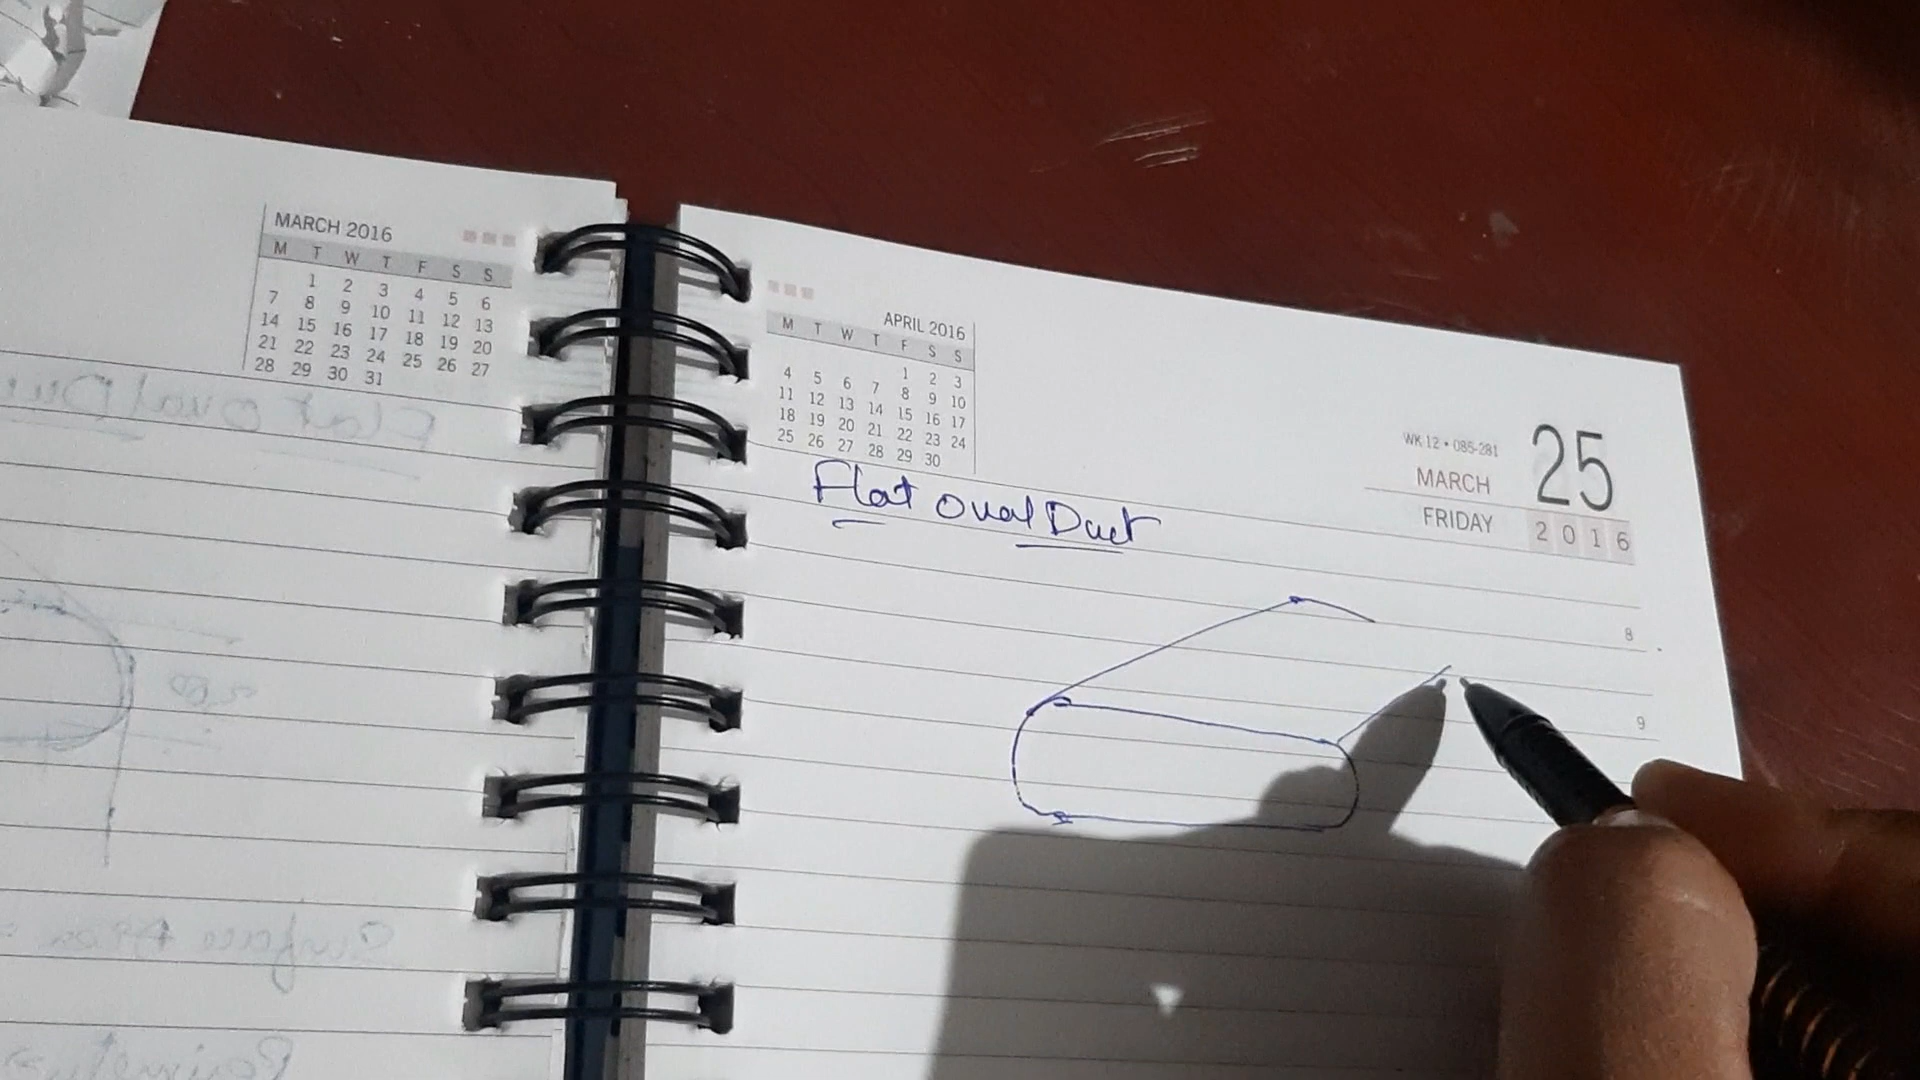 MARCH 2016
M T W T F S S
1 2 3 4 5 6
7 8 9 10 11 12 13
14 15 16 17 18 19 20
21 22 23 24 25 26 27
28 29 30 31
APRIL 2016
M T W T F S S
1 2 3
4 5 6 7 8 9 10
11 12 13 14 15 16 17
18 19 20 21 22 23 24
25 26 27 28 29 30
WK 12 • 085-281
MARCH
FRIDAY
25
2016
Flat oval Duct
8
9